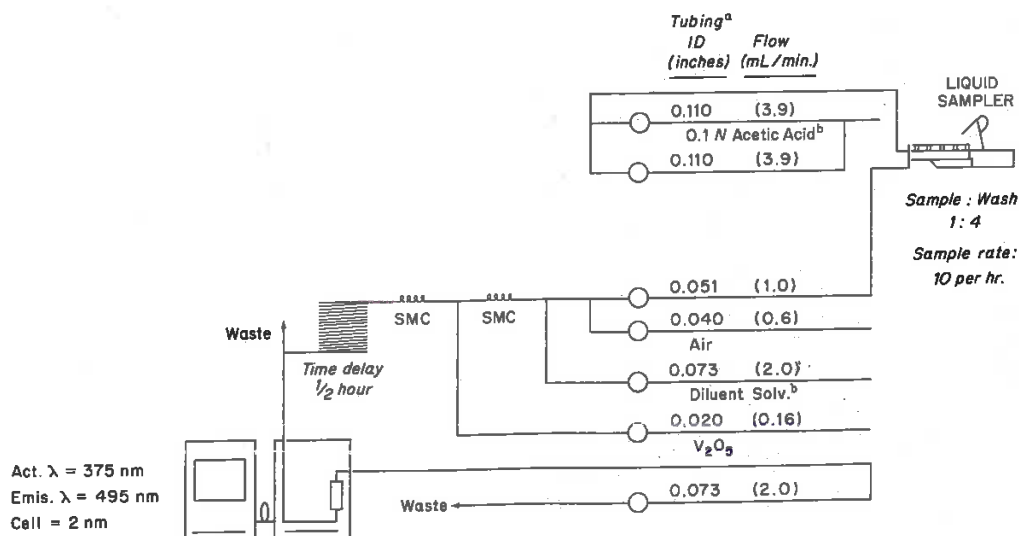 Tubingᵃ
ID Flow
(inches) (mL/min.)
LIQUID
SAMPLER
0.110 (3.9)
0.1 N Acetic Acidᵇ
0.110 (3.9)
Sample : Wash
1 : 4
Sample rate:
10 per hr.
0.051 (1.0)
SMC SMC
0.040 (0.6)
Air
Waste
Time delay
1/2 hour
0.073 (2.0)
Diluent Solv.ᵇ
0.020 (0.16)
V₂O₅
Act. λ = 375 nm
Emis. λ = 495 nm
Cell = 2 nm
0.073 (2.0)
Waste